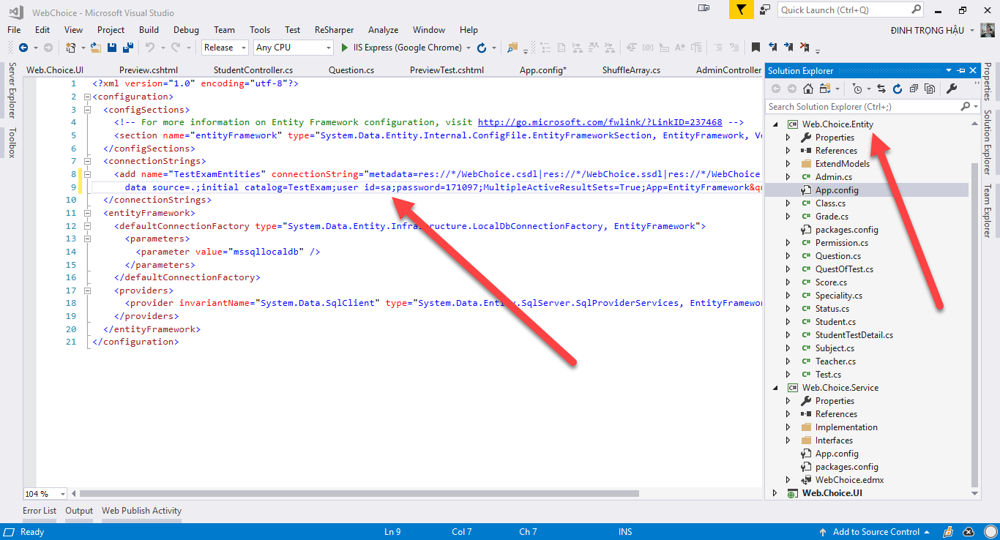 WebChoice - Microsoft Visual Studio
Quick Launch (Ctrl+Q)
File Edit View Project Build Debug Team Tools Test ReSharper Analyze Window Help
ĐINH TRỌNG HẬU
Release Any CPU IIS Express (Google Chrome)
Server Explorer
Toolbox
Web.Choice.UI Preview.cshtml StudentController.cs Question.cs PreviewTest.cshtml App.config* ShuffleArray.cs AdminController
1 <?xml version="1.0" encoding="utf-8"?>
2 <configuration>
3 <configSections>
4 <!-- For more information on Entity Framework configuration, visit http://go.microsoft.com/fwlink/?LinkID=237468 -->
5 <section name="entityFramework" type="System.Data.Entity.Internal.ConfigFile.EntityFrameworkSection, EntityFramework, Ve
6 </configSections>
7 <connectionStrings>
8 <add name="TestExamEntities" connectionString="metadata=res://*/WebChoice.csdl|res://*/WebChoice.ssdl|res://*/WebChoice
9 data source=.;initial catalog=TestExam;user id=sa;password=171097;MultipleActiveResultSets=True;App=EntityFramework&qu
10 </connectionStrings>
11 <entityFramework>
12 <defaultConnectionFactory type="System.Data.Entity.Infrastructure.LocalDbConnectionFactory, EntityFramework">
13 <parameters>
14 <parameter value="mssqllocaldb" />
15 </parameters>
16 </defaultConnectionFactory>
17 <providers>
18 <provider invariantName="System.Data.SqlClient" type="System.Data.Entity.SqlServer.SqlProviderServices, EntityFramewor
19 </providers>
20 </entityFramework>
21 </configuration>
104 %
Solution Explorer
Search Solution Explorer (Ctrl+;)
Web.Choice.Entity
Properties
References
ExtendModels
Admin.cs
App.config
Class.cs
Grade.cs
packages.config
Permission.cs
Question.cs
QuestOfTest.cs
Score.cs
Speciality.cs
Status.cs
Student.cs
StudentTestDetail.cs
Subject.cs
Teacher.cs
Test.cs
Web.Choice.Service
Properties
References
Implementation
Interfaces
App.config
packages.config
WebChoice.edmx
Web.Choice.UI
Properties
Solution Explorer
Team Explorer
Error List Output Web Publish Activity
Ready Ln 9 Col 7 Ch 7 INS Add to Source Control